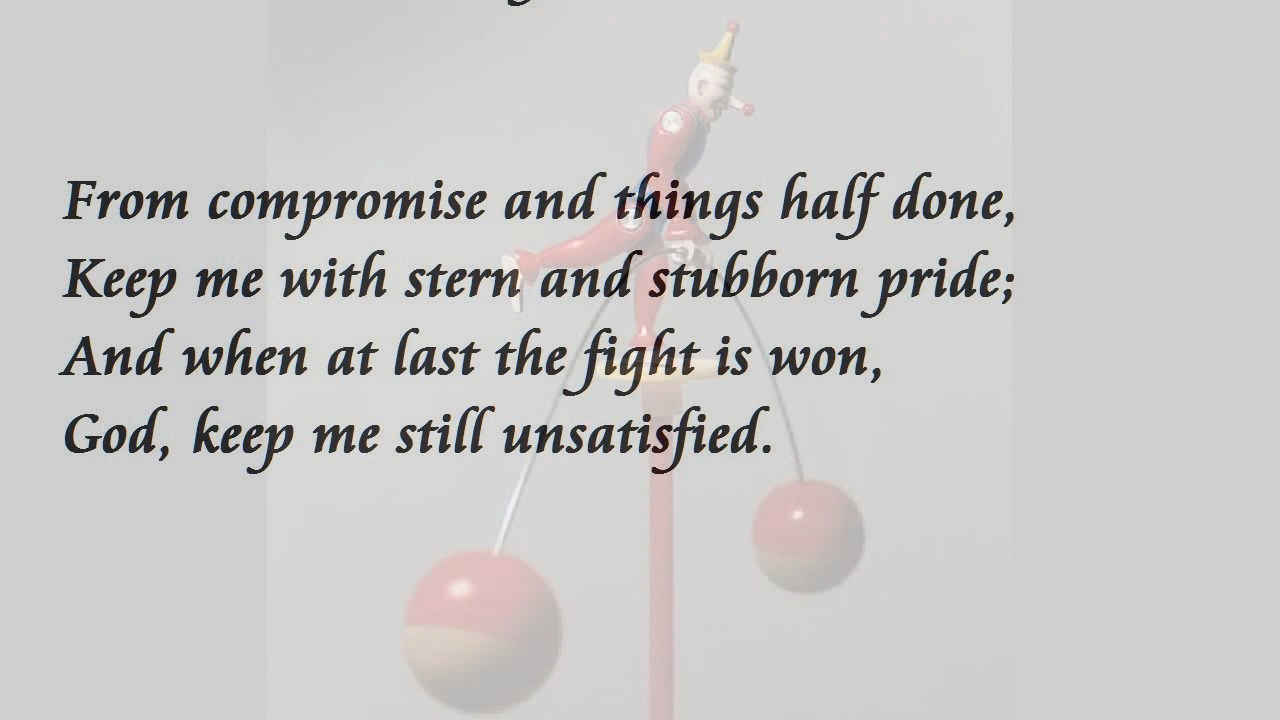 From compromise and things half done,
Keep me with stern and stubborn pride;
And when at last the fight is won,
God, keep me still unsatisfied.